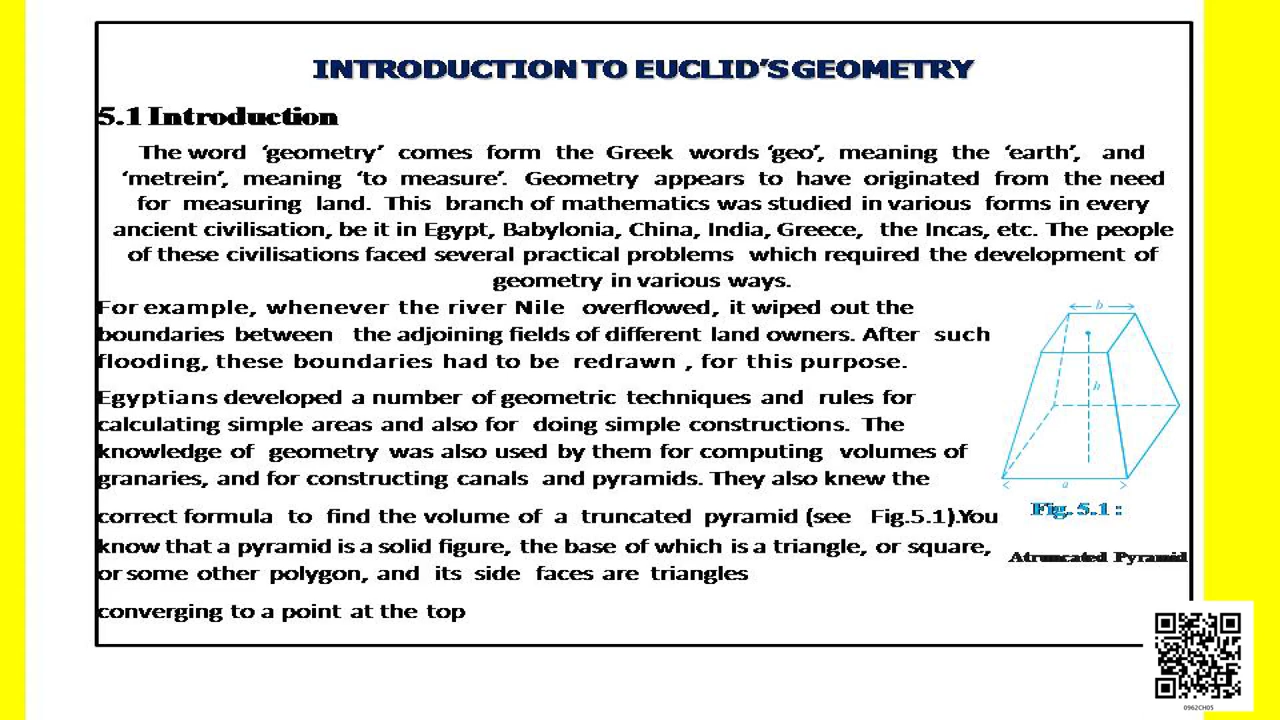 INTRODUCTION TO EUCLID'S GEOMETRY
5.1 Introduction
The word 'geometry' comes form the Greek words 'geo', meaning the 'earth', and
'metrein', meaning 'to measure'. Geometry appears to have originated from the need
for measuring land. This branch of mathematics was studied in various forms in every
ancient civilisation, be it in Egypt, Babylonia, China, India, Greece, the Incas, etc. The people
of these civilisations faced several practical problems which required the development of
geometry in various ways.
For example, whenever the river Nile overflowed, it wiped out the
boundaries between the adjoining fields of different land owners. After such
flooding, these boundaries had to be redrawn , for this purpose.
Egyptians developed a number of geometric techniques and rules for
calculating simple areas and also for doing simple constructions. The
knowledge of geometry was also used by them for computing volumes of
granaries, and for constructing canals and pyramids. They also knew the
correct formula to find the volume of a truncated pyramid (see Fig.5.1).You
know that a pyramid is a solid figure, the base of which is a triangle, or square,
or some other polygon, and its side faces are triangles
converging to a point at the top
b
h
a
Fig. 5.1 :
Atruncated Pyramid
0962CH05